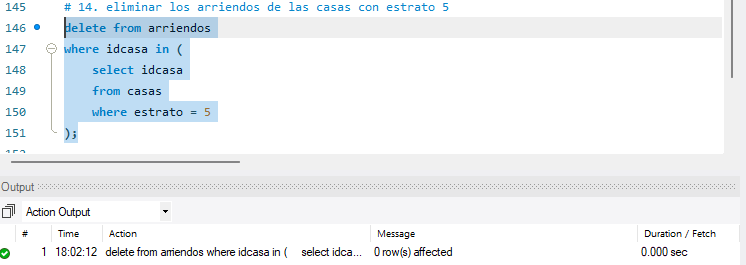 145 # 14. eliminar los arriendos de las casas con estrato 5
146 delete from arriendos
147 where idcasa in (
148 select idcasa
149 from casas
150 where estrato = 5
151 );
Output
Action Output
# Time Action Message Duration / Fetch
1 18:02:12 delete from arriendos where idcasa in ( select idca... 0 row(s) affected 0.000 sec